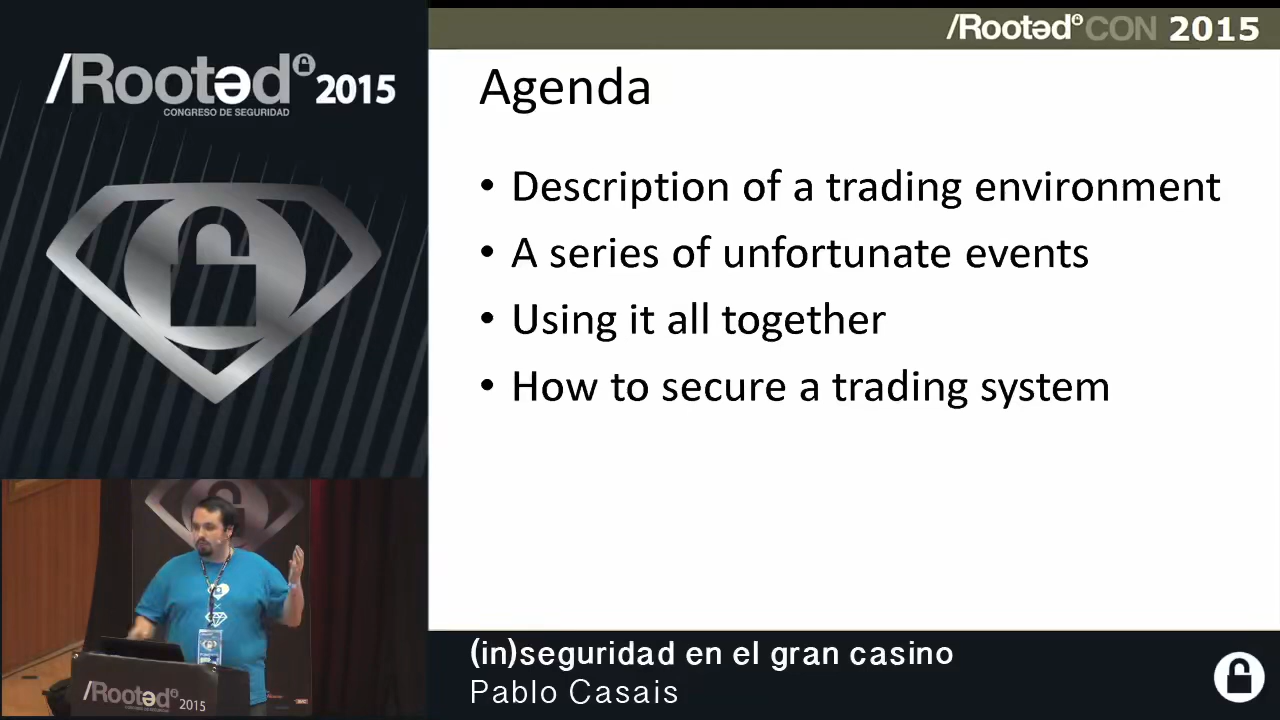 /Rootəd 2015
CONGRESO DE SEGURIDAD
/Rootəd CON 2015
Agenda
• Description of a trading environment
• A series of unfortunate events
• Using it all together
• How to secure a trading system
/Rootəd
2015
(in)seguridad en el gran casino
Pablo Casais